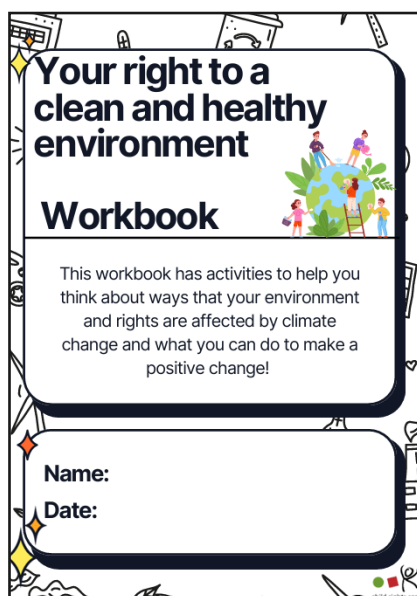 Your right to a
clean and healthy
environment
Workbook
This workbook has activities to help you
think about ways that your environment
and rights are affected by climate
change and what you can do to make a
positive change!
Name:
Date: